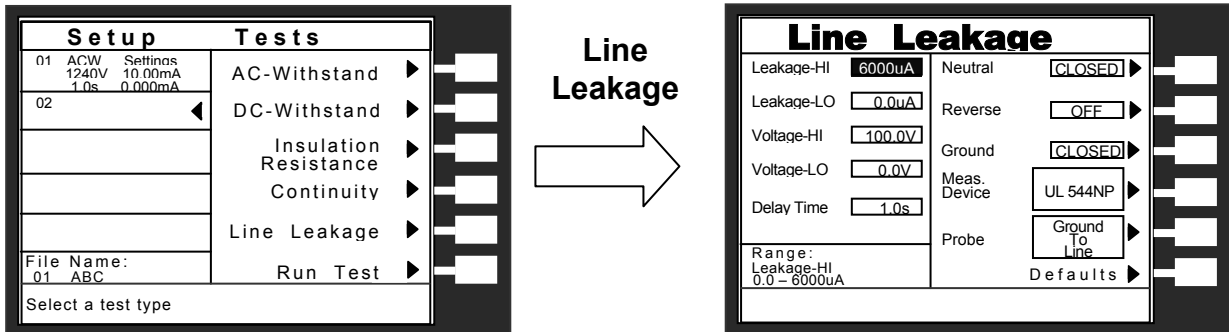 Setup Tests
01 ACW Settings
1240V 10.00mA
1.0s 0.000mA
02
File Name:
01 ABC
AC-Withstand
DC-Withstand
Insulation
Resistance
Continuity
Line Leakage
Run Test
Select a test type
Line
Leakage
Line Leakage
Leakage-HI 6000uA
Leakage-LO 0.0uA
Voltage-HI 100.0V
Voltage-LO 0.0V
Delay Time 1.0s
Range:
Leakage-HI
0.0 – 6000uA
Neutral CLOSED
Reverse OFF
Ground CLOSED
Meas.
Device UL 544NP
Probe Ground
To
Line
Defaults